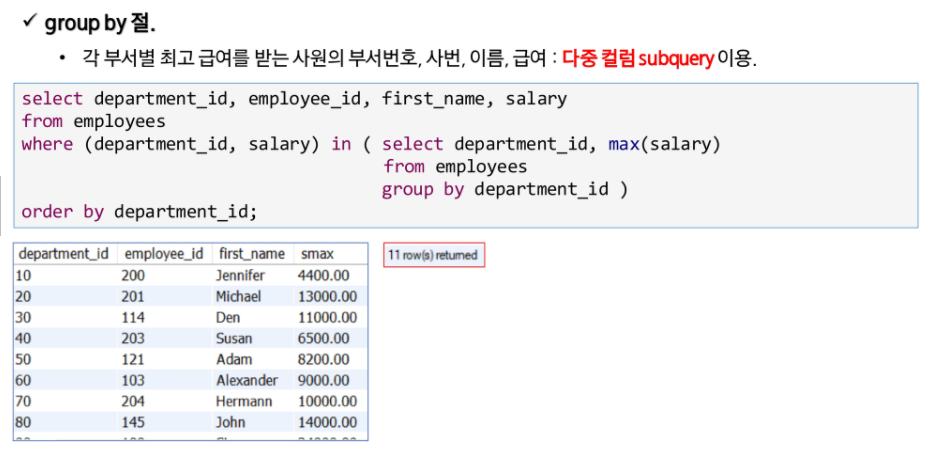 ✓ group by 절.
• 각 부서별 최고 급여를 받는 사원의 부서번호, 사번, 이름, 급여 : 다중 컬럼 subquery 이용.
select department_id, employee_id, first_name, salary
from employees
where (department_id, salary) in ( select department_id, max(salary)
from employees
group by department_id )
order by department_id;
department_id employee_id first_name smax
11 row(s) returned
10 200 Jennifer 4400.00
20 201 Michael 13000.00
30 114 Den 11000.00
40 203 Susan 6500.00
50 121 Adam 8200.00
60 103 Alexander 9000.00
70 204 Hermann 10000.00
80 145 John 14000.00